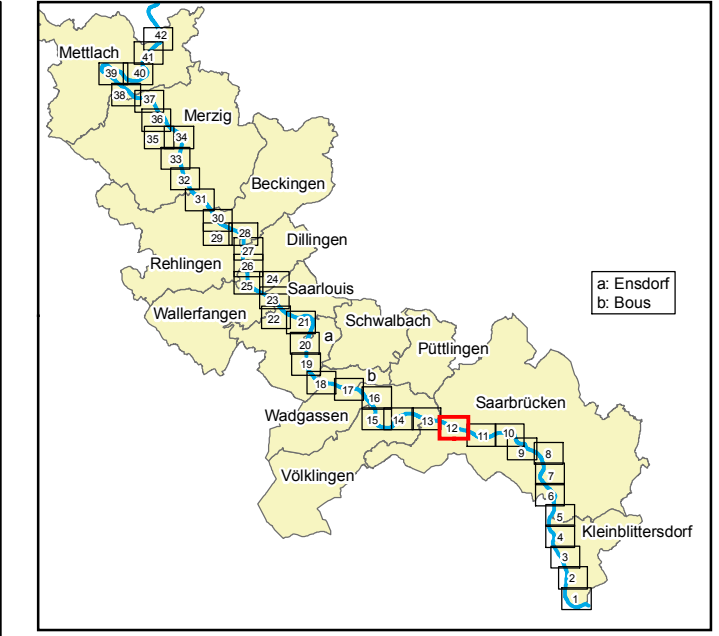 42
Mettlach
41
39
40
38
37
36
Merzig
35
34
33
32
Beckingen
31
30
29
28
Dillingen
27
Rehlingen
26
25
24
Saarlouis
a: Ensdorf
b: Bous
23
Wallerfangen
22
21
Schwalbach
a
20
Püttlingen
19
b
18
17
16
Saarbrücken
Wadgassen
15
14
13
12
11
10
9
8
Völklingen
7
6
5
Kleinblittersdorf
4
3
2
1